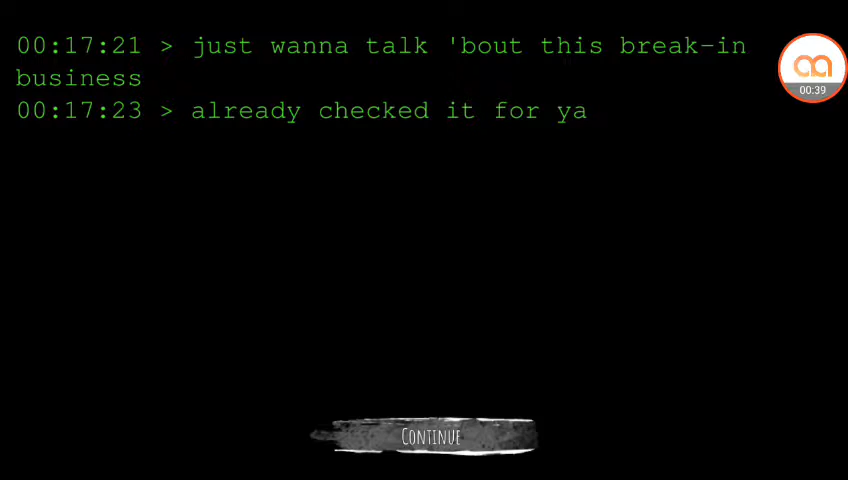 00:17:21 > just wanna talk 'bout this break-in
business
00:17:23 > already checked it for ya
00:39
Continue